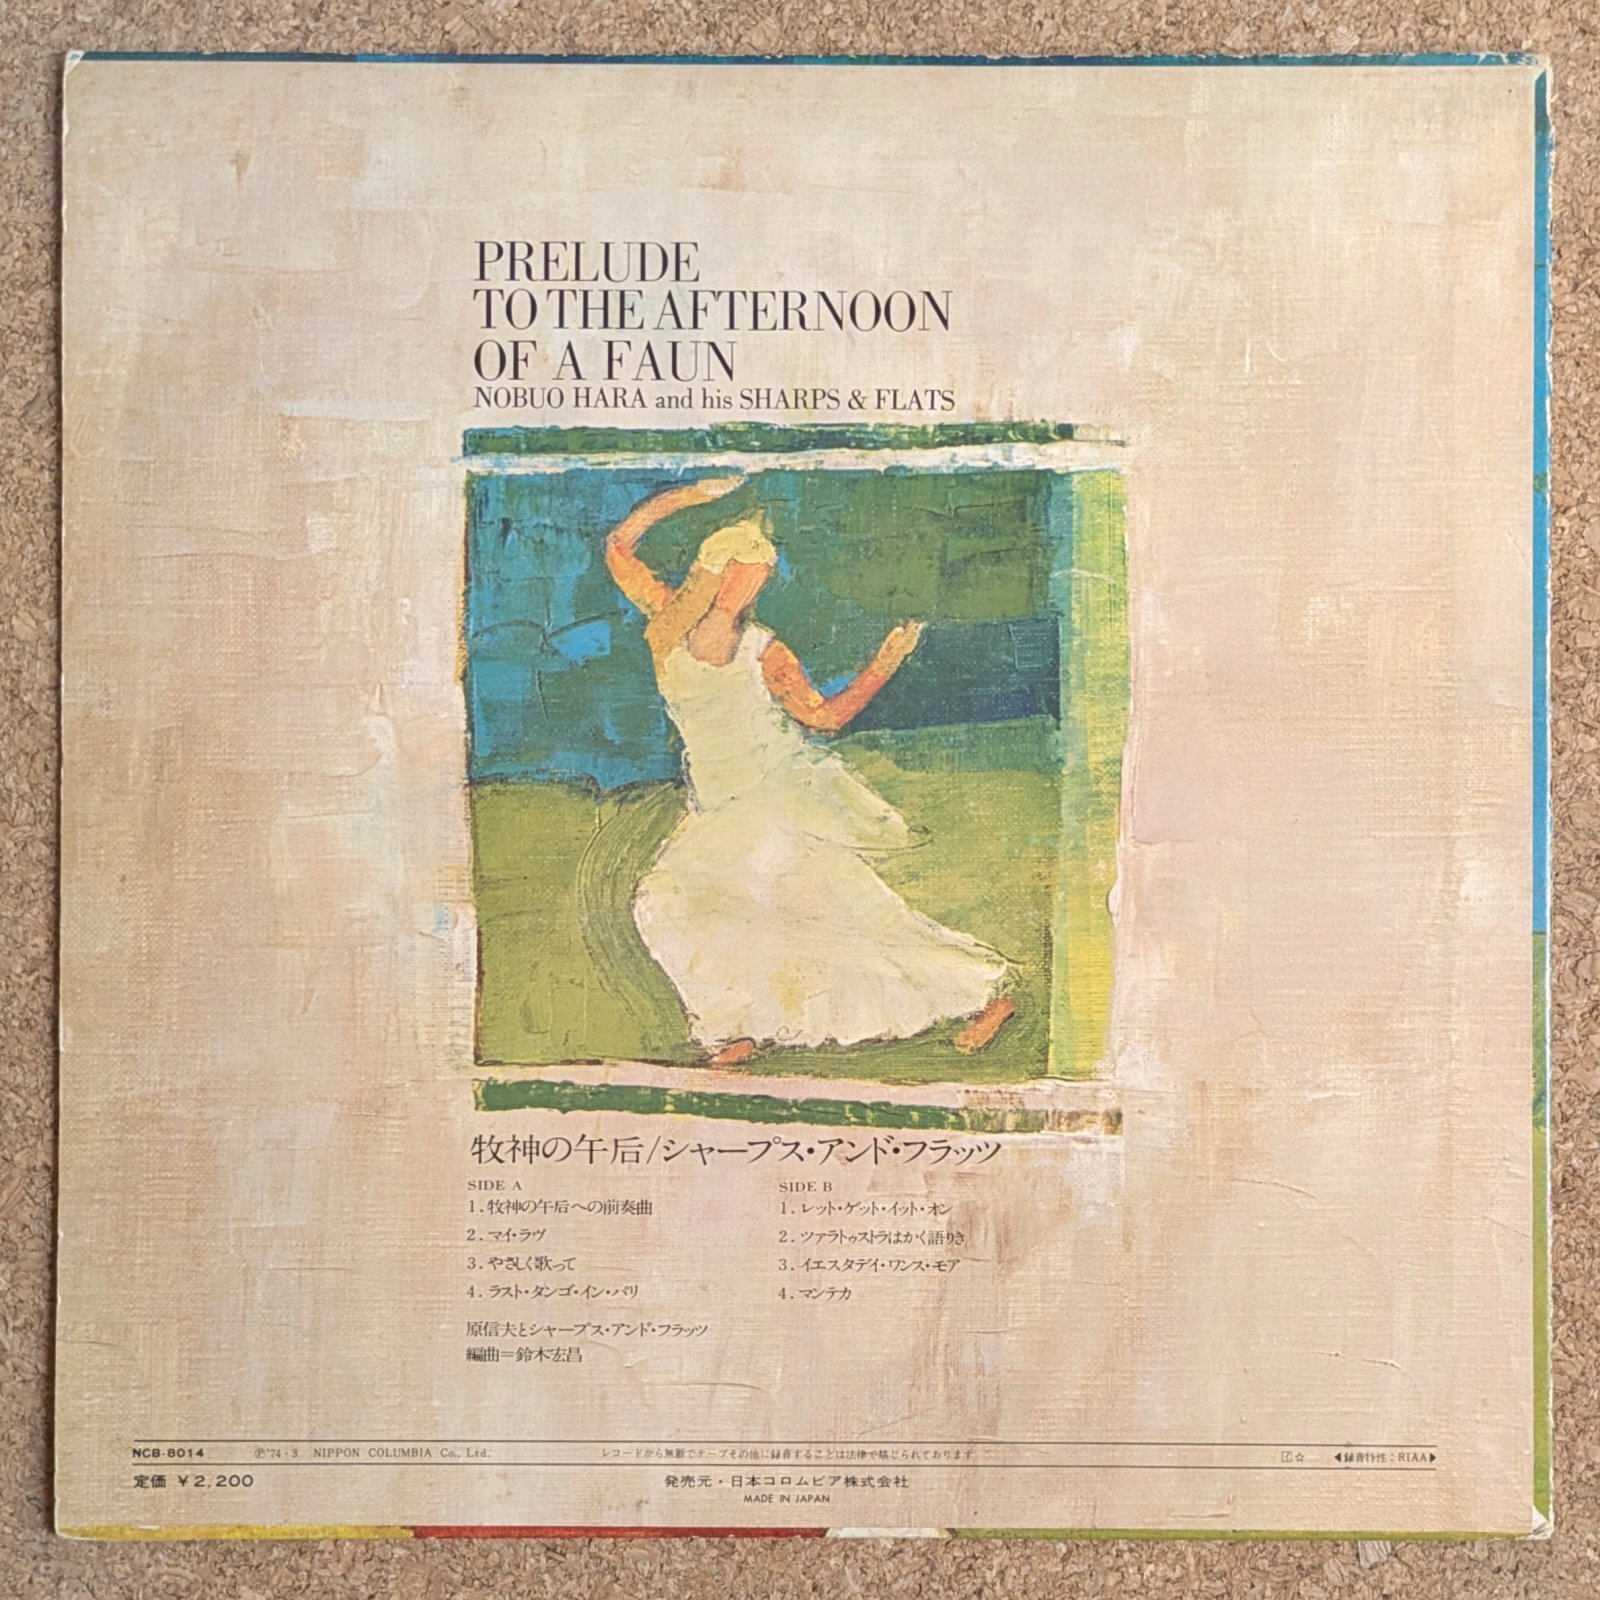 PRELUDE
TO THE AFTERNOON
OF A FAUN
NOBUO HARA and his SHARPS & FLATS
牧神の午后/シャープス・アンド・フラッツ
SIDE A
1. 牧神の午后への前奏曲
2. マイ・ラヴ
3. やさしく歌って
4. ラスト・タンゴ・イン・パリ
SIDE B
1. レット・ゲット・イット・オン
2. ツァラトゥストラはかく語りき
3. イエスタデイ・ワンス・モア
4. マンテカ
原信夫とシャープス・アンド・フラッツ
編曲=鈴木宏昌
NCB-8014 Ⓟ'74・3 NIPPON COLUMBIA Co., Ltd. レコードから無断でテープその他に録音することは法律で禁じられております ☆ ◀録音特性:RIAA▶
定価 ¥2,200 発売元・日本コロムビア株式会社
MADE IN JAPAN